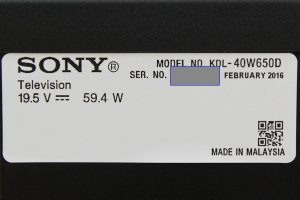 SONY® MODEL NO. KDL-40W650D
SER. NO. FEBRUARY 2016
Television
19.5 V ⎓ 59.4 W
MADE IN MALAYSIA